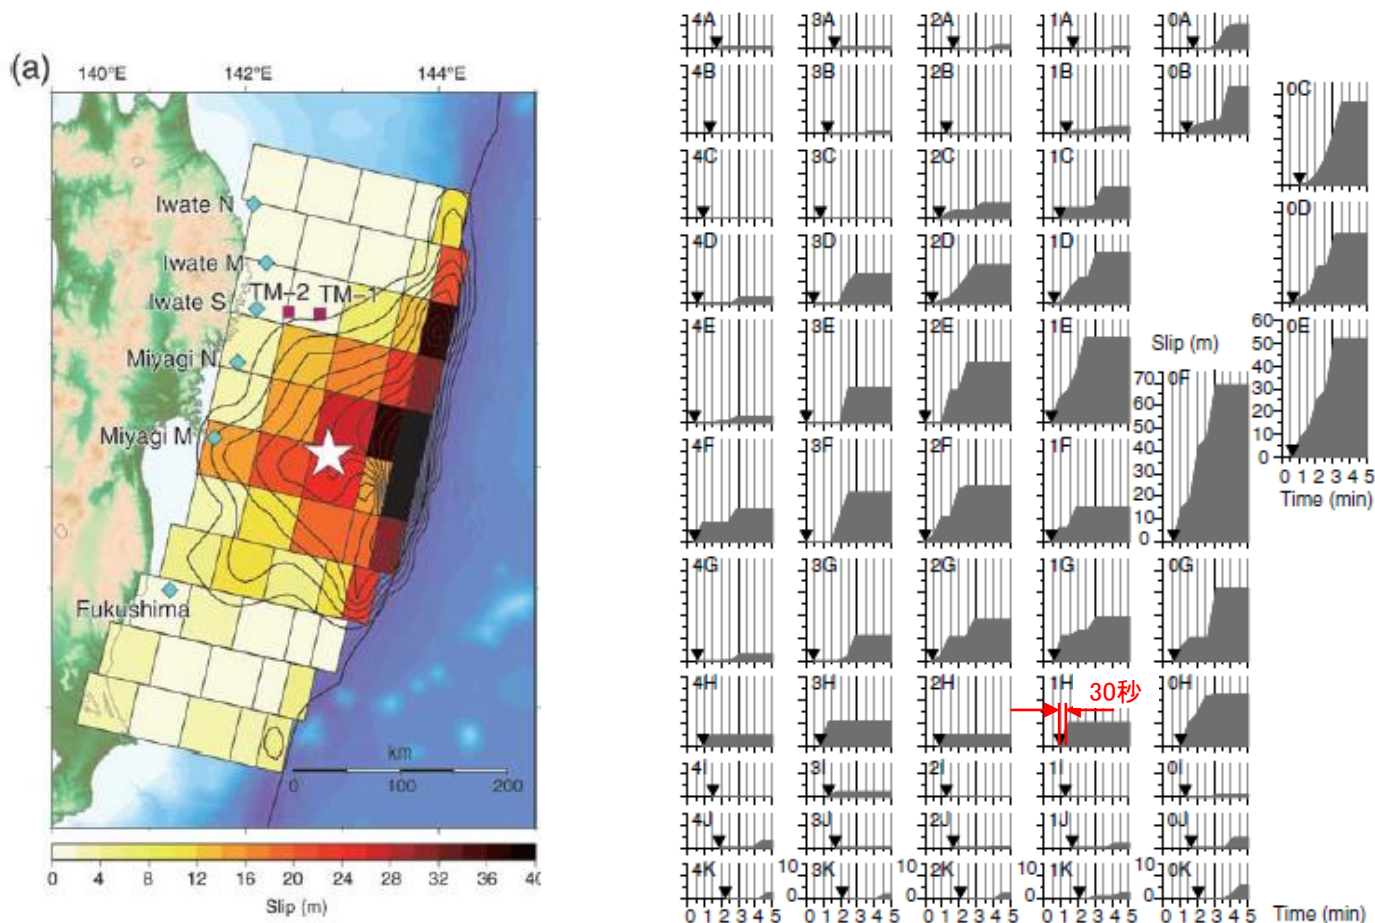 (a)
140°E 142°E 144°E
Iwate N
Iwate M
Iwate S
TM-2 TM-1
Miyagi N
Miyagi M
Fukushima
km
0 100 200
0 4 8 12 16 20 24 28 32 36 40
Slip (m)
4A 3A 2A 1A 0A
4B 3B 2B 1B 0B
0C
4C 3C 2C 1C
0D
4D 3D 2D 1D
4E 3E 2E 1E
Slip (m)
60 0E
50
40
30
20
10
0
0 1 2 3 4 5
Time (min)
70 0F
60
50
40
30
20
10
0
4F 3F 2F 1F
4G 3G 2G 1G 0G
4H 3H 2H 1H 0H
30秒
4I 3I 2I 1I 0I
4J 3J 2J 1J 0J
4K 10 3K 10 2K 10 1K 10 0K
0 0 0 0
0 1 2 3 4 5 0 1 2 3 4 5 0 1 2 3 4 5 0 1 2 3 4 5 0 1 2 3 4 5
Time (min)